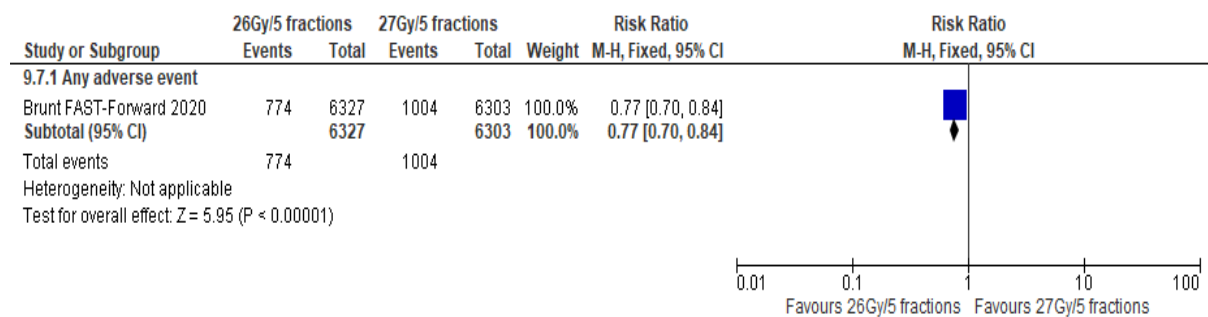 26Gy/5 fractions 27Gy/5 fractions Risk Ratio Risk Ratio
Study or Subgroup Events Total Events Total Weight M-H, Fixed, 95% CI M-H, Fixed, 95% CI
9.7.1 Any adverse event
Brunt FAST-Forward 2020 774 6327 1004 6303 100.0% 0.77 [0.70, 0.84]
Subtotal (95% CI) 6327 6303 100.0% 0.77 [0.70, 0.84]
Total events 774 1004
Heterogeneity: Not applicable
Test for overall effect: Z = 5.95 (P < 0.00001)
0.01 0.1 1 10 100
Favours 26Gy/5 fractions Favours 27Gy/5 fractions